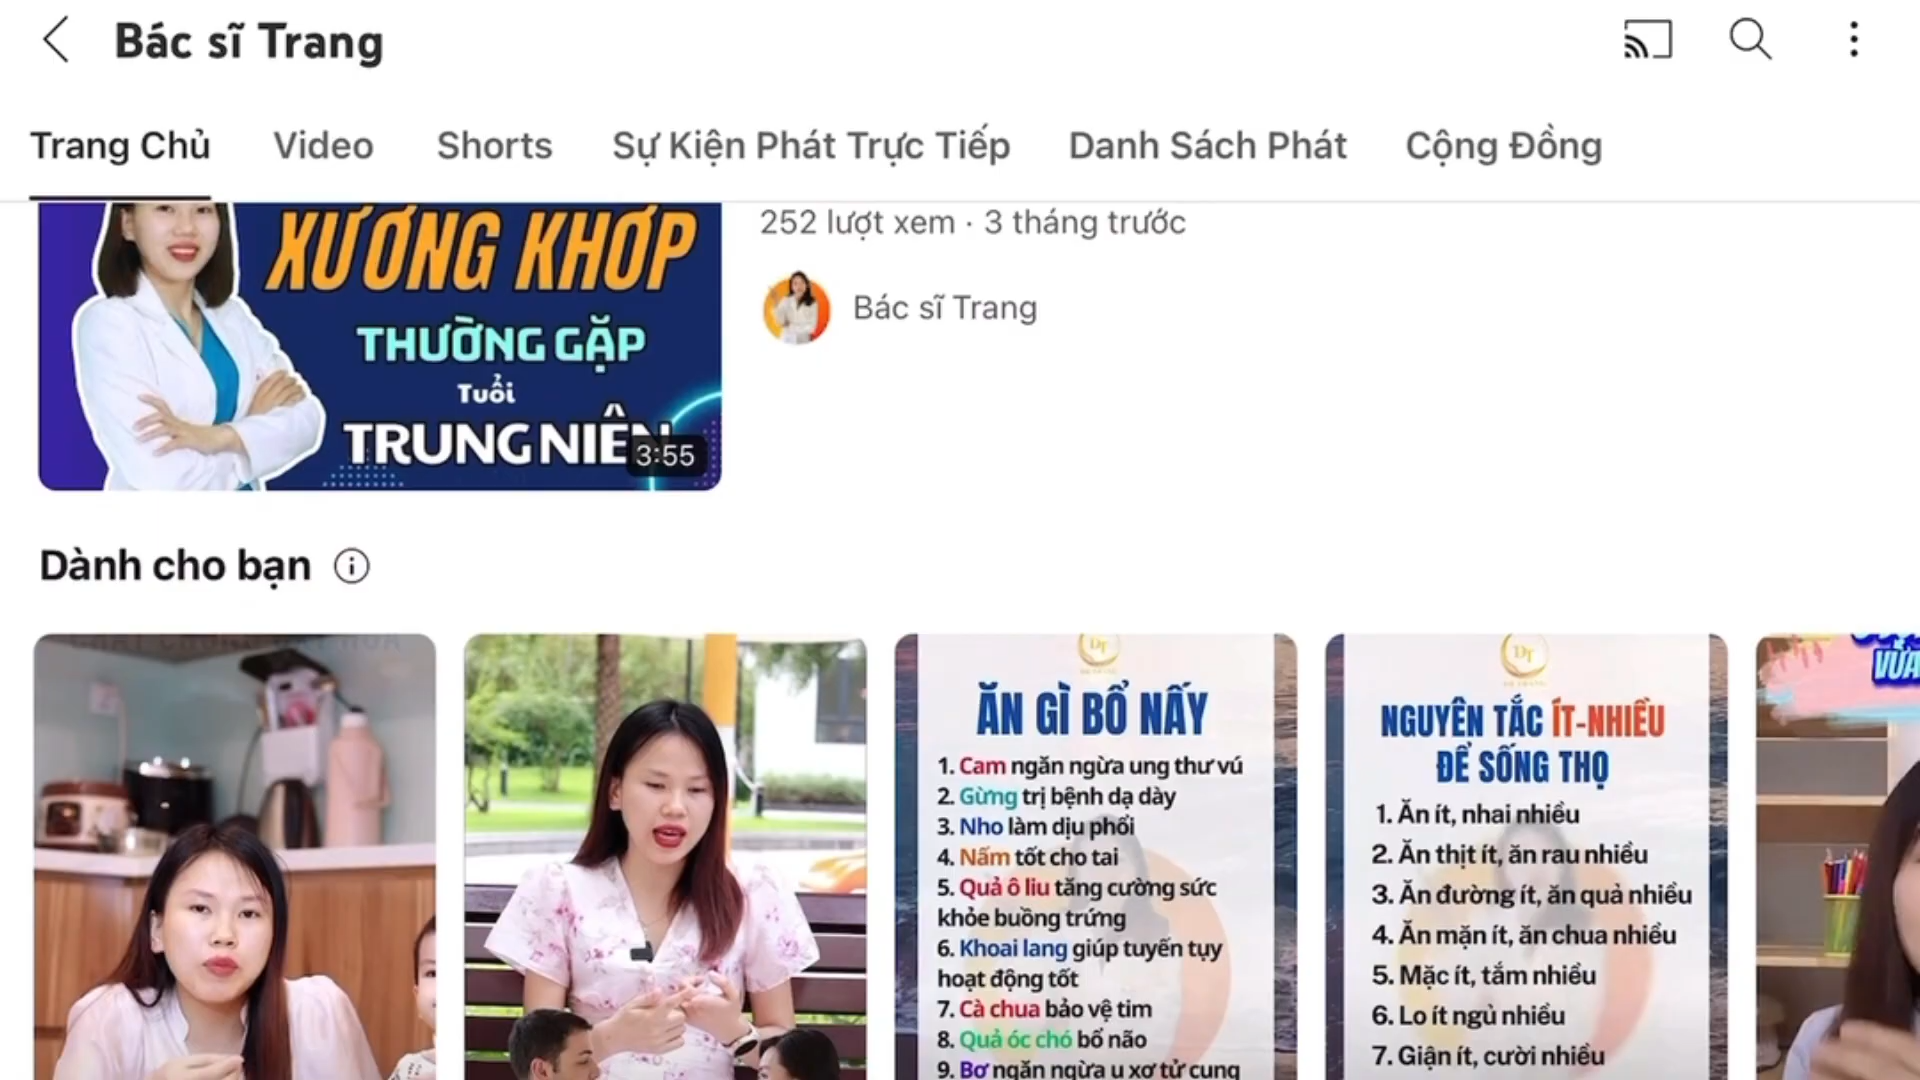 Bác sĩ Trang
Trang Chủ
Video
Shorts
Sự Kiện Phát Trực Tiếp
Danh Sách Phát
Cộng Đồng
XƯƠNG KHỚP
THƯỜNG GẶP
Tuổi
TRUNG NIÊN
3:55
252 lượt xem · 3 tháng trước
Bác sĩ Trang
Dành cho bạn
DT
ĂN GÌ BỔ NẤY
1. Cam ngăn ngừa ung thư vú
2. Gừng trị bệnh dạ dày
3. Nho làm dịu phổi
4. Nấm tốt cho tai
5. Quả ô liu tăng cường sức
khỏe buồng trứng
6. Khoai lang giúp tuyến tụy
hoạt động tốt
7. Cà chua bảo vệ tim
8. Quả óc chó bổ não
9. Bơ ngăn ngừa u xơ tử cung
DT
NGUYÊN TẮC ÍT-NHIỀU
ĐỂ SỐNG THỌ
1. Ăn ít, nhai nhiều
2. Ăn thịt ít, ăn rau nhiều
3. Ăn đường ít, ăn quả nhiều
4. Ăn mặn ít, ăn chua nhiều
5. Mặc ít, tắm nhiều
6. Lo ít ngủ nhiều
7. Giận ít, cười nhiều
VỪA